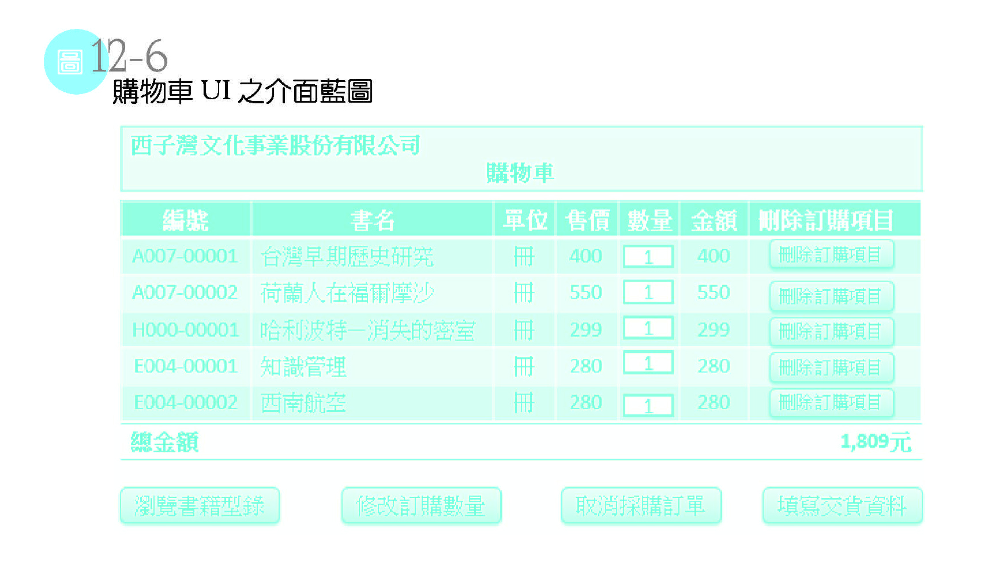 圖 12-6
購物車 UI 之介面藍圖
西子灣文化事業股份有限公司
購物車
編號 書名 單位 售價 數量 金額 刪除訂購項目
A007-00001 台灣早期歷史研究 冊 400 1 400 刪除訂購項目
A007-00002 荷蘭人在福爾摩沙 冊 550 1 550 刪除訂購項目
H000-00001 哈利波特—消失的密室 冊 299 1 299 刪除訂購項目
E004-00001 知識管理 冊 280 1 280 刪除訂購項目
E004-00002 西南航空 冊 280 1 280 刪除訂購項目
總金額 1,809元
瀏覽書籍型錄 修改訂購數量 取消採購訂單 填寫交貨資料